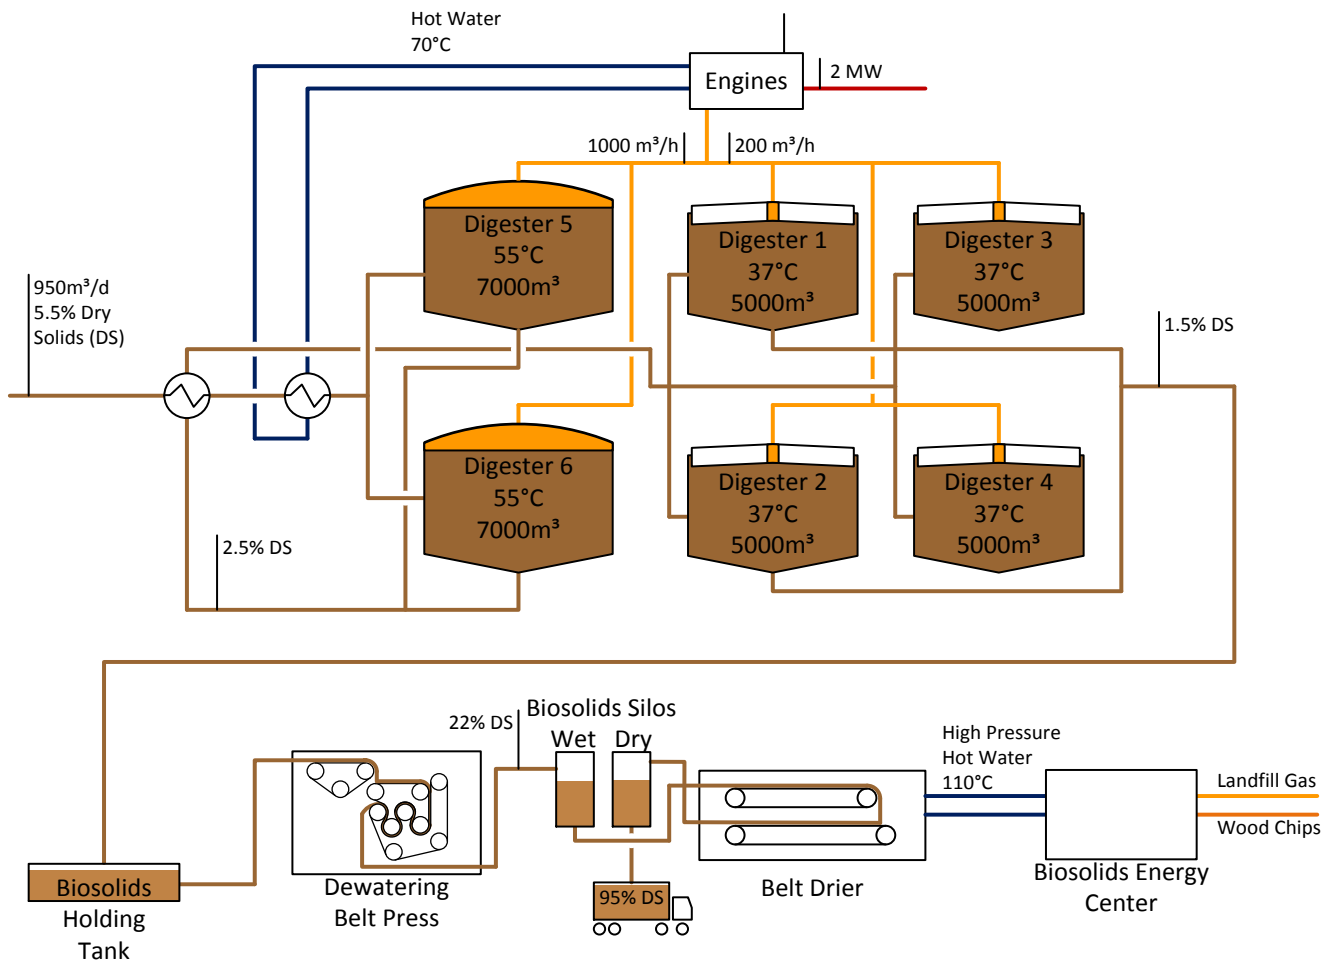 Hot Water
70°C
Engines
2 MW
1000 m³/h
200 m³/h
Digester 5
55°C
7000m³
Digester 1
37°C
5000m³
Digester 3
37°C
5000m³
950m³/d
5.5% Dry
Solids (DS)
1.5% DS
Digester 6
55°C
7000m³
Digester 2
37°C
5000m³
Digester 4
37°C
5000m³
2.5% DS
22% DS
Biosolids Silos
Wet
Dry
High Pressure
Hot Water
110°C
Landfill Gas
Wood Chips
Biosolids
Holding
Tank
Dewatering
Belt Press
95% DS
Belt Drier
Biosolids Energy
Center